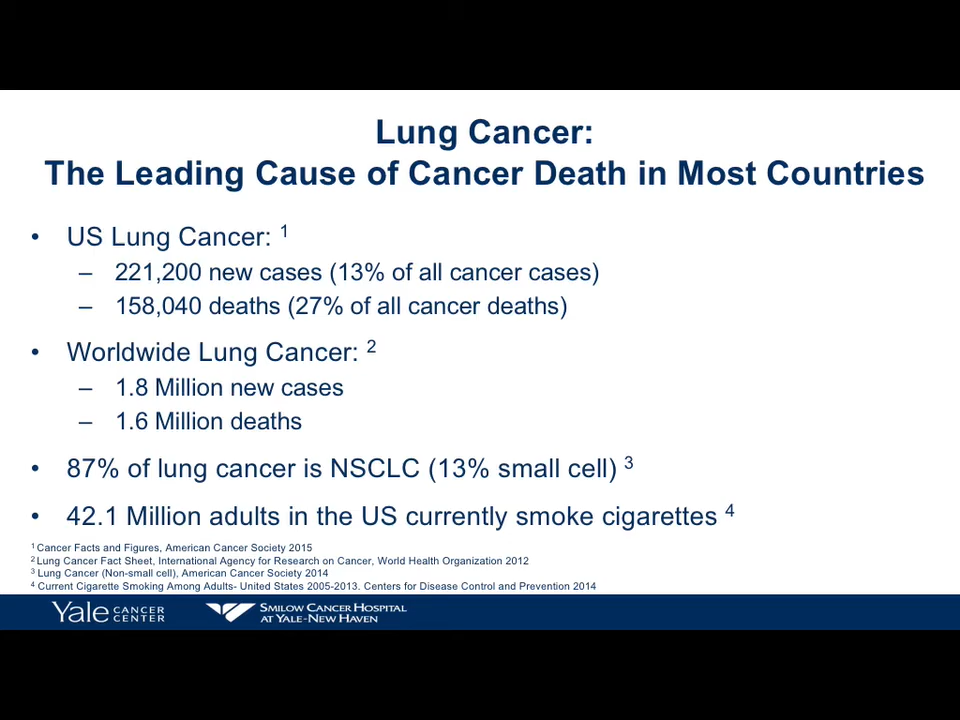 Lung Cancer:
The Leading Cause of Cancer Death in Most Countries
• US Lung Cancer: 1
– 221,200 new cases (13% of all cancer cases)
– 158,040 deaths (27% of all cancer deaths)
• Worldwide Lung Cancer: 2
– 1.8 Million new cases
– 1.6 Million deaths
• 87% of lung cancer is NSCLC (13% small cell) 3
• 42.1 Million adults in the US currently smoke cigarettes 4
1 Cancer Facts and Figures, American Cancer Society 2015
2 Lung Cancer Fact Sheet, International Agency for Research on Cancer, World Health Organization 2012
3 Lung Cancer (Non-small cell), American Cancer Society 2014
4 Current Cigarette Smoking Among Adults- United States 2005-2013. Centers for Disease Control and Prevention 2014
Yale CANCER CENTER
SMILOW CANCER HOSPITAL
AT YALE-NEW HAVEN